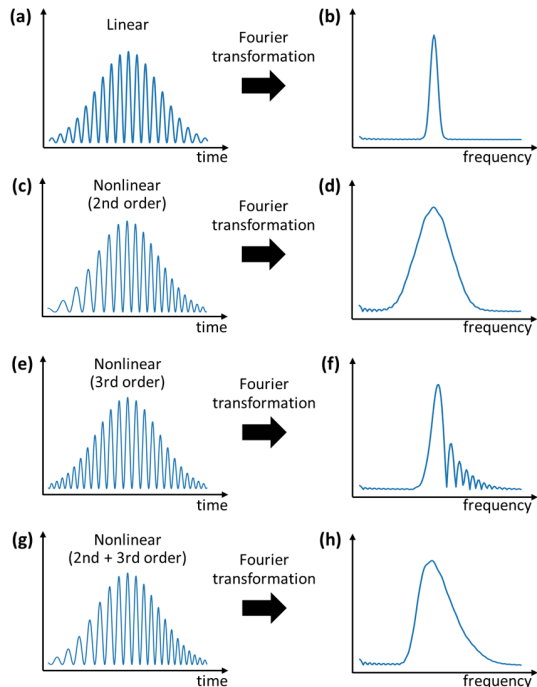 (a)
Linear
Fourier
transformation
(b)
time
frequency
(c)
Nonlinear
(2nd order)
Fourier
transformation
(d)
time
frequency
(e)
Nonlinear
(3rd order)
Fourier
transformation
(f)
time
frequency
(g)
Nonlinear
(2nd + 3rd order)
Fourier
transformation
(h)
time
frequency